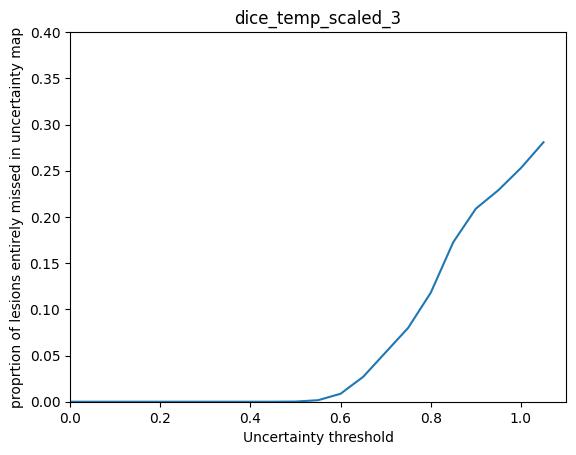 dice_temp_scaled_3
proprtion of lesions entirely missed in uncertainty map
0.40
0.35
0.30
0.25
0.20
0.15
0.10
0.05
0.00
0.0 0.2 0.4 0.6 0.8 1.0
Uncertainty threshold